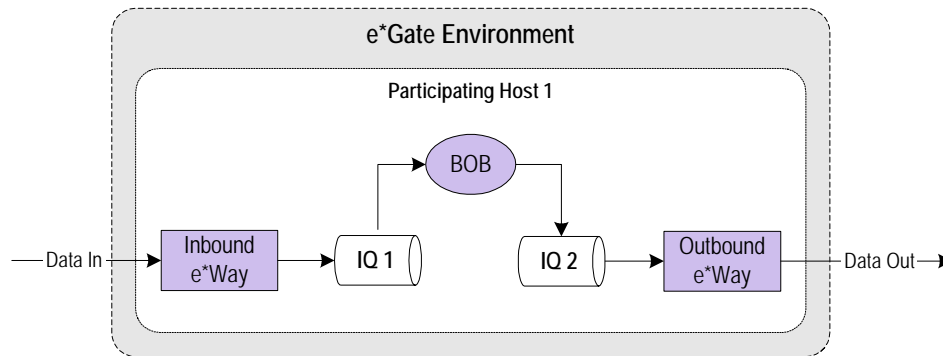 e*Gate Environment
Participating Host 1
BOB
Data In
Inbound
e*Way
IQ 1
IQ 2
Outbound
e*Way
Data Out